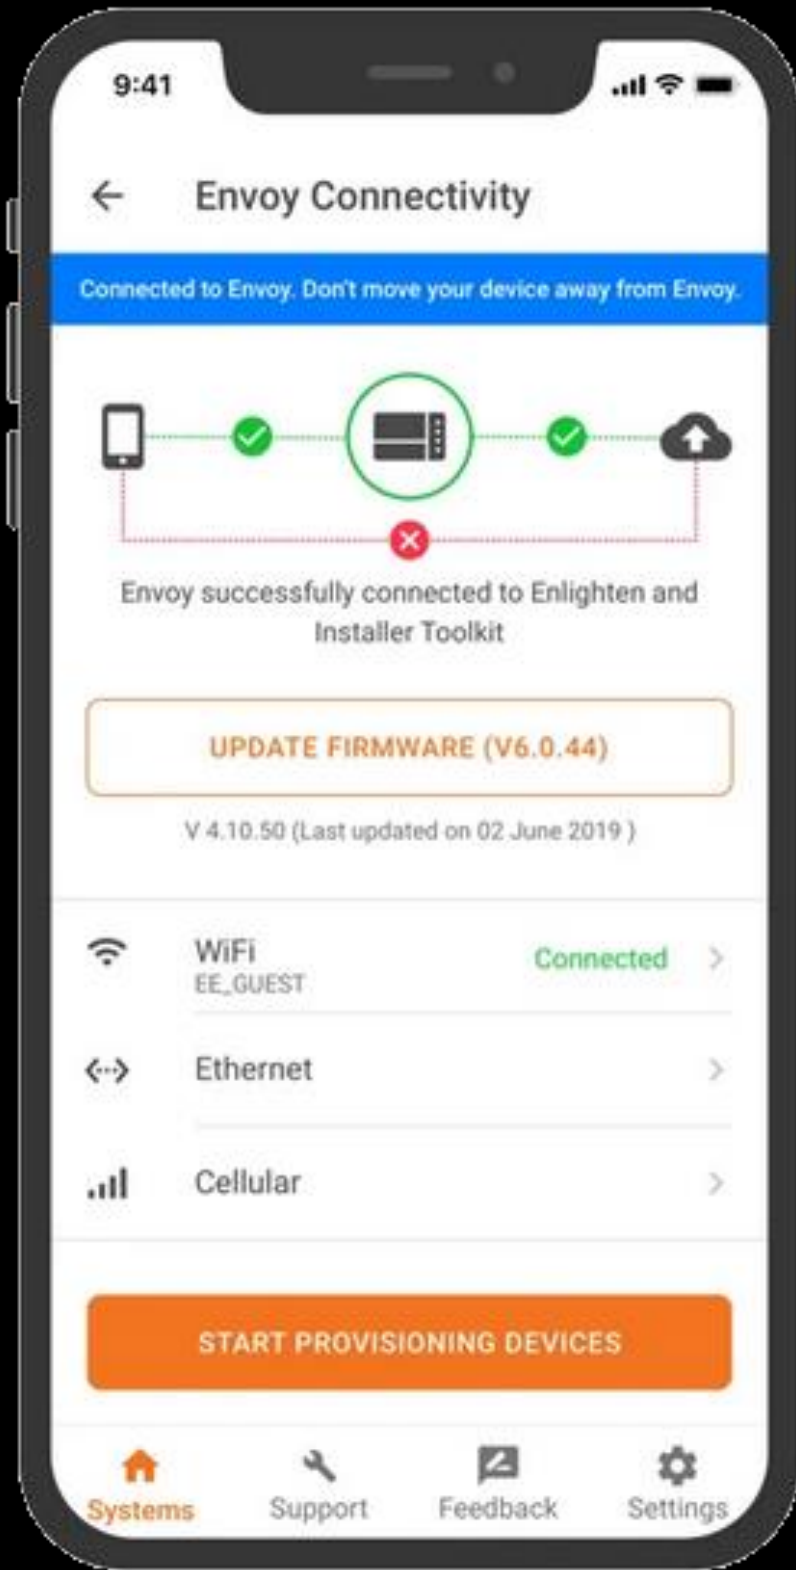 9:41
Envoy Connectivity
Connected to Envoy. Don't move your device away from Envoy.
Envoy successfully connected to Enlighten and
Installer Toolkit
UPDATE FIRMWARE (V6.0.44)
V 4.10.50 (Last updated on 02 June 2019 )
WiFi
Connected
EE_GUEST
Ethernet
Cellular
START PROVISIONING DEVICES
Systems
Support
Feedback
Settings